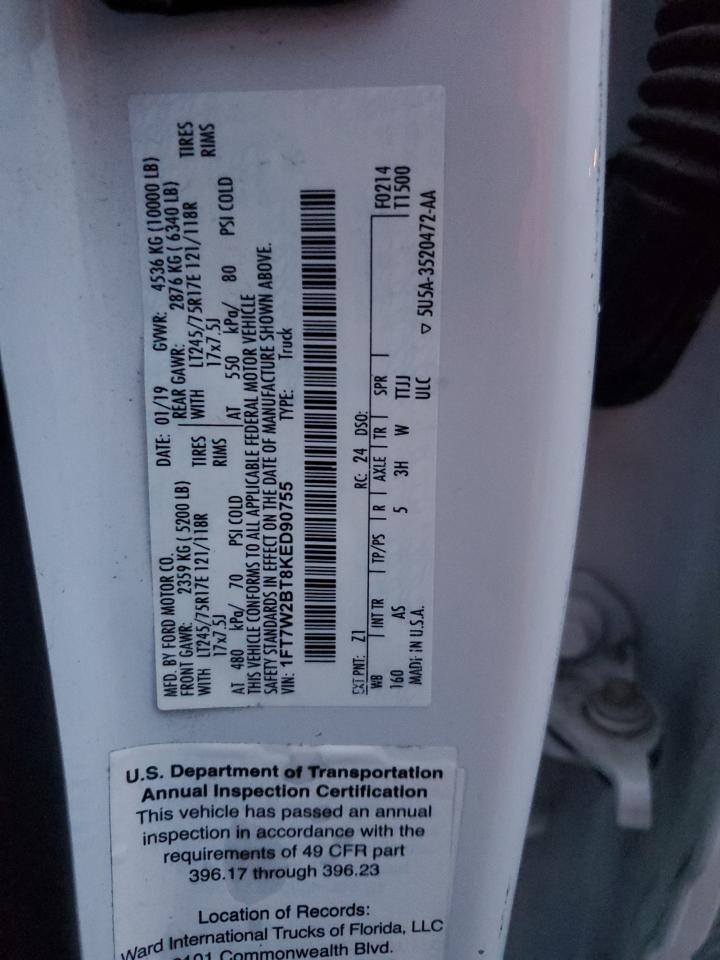 MFD. BY FORD MOTOR CO.
DATE: 01/19 GVWR: 4536 KG (10000 LB)
FRONT GAWR: 2359 KG ( 5200 LB) REAR GAWR: 2876 KG ( 6340 LB)
WITH LT245/75R17E 121/118R TIRES WITH LT245/75R17E 121/118R TIRES
17x7.5J RIMS 17x7.5J RIMS
AT 480 kPa/ 70 PSI COLD AT 550 kPa/ 80 PSI COLD
THIS VEHICLE CONFORMS TO ALL APPLICABLE FEDERAL MOTOR VEHICLE
SAFETY STANDARDS IN EFFECT ON THE DATE OF MANUFACTURE SHOWN ABOVE.
VIN: 1FT7W2BT8KED90755 TYPE: Truck
F0214
T1500
EXT PNT: Z1 RC: 24 DSO:
WB INT TR TP/PS R AXLE TR SPR
160 AS 5 3H W TTJJ
MADE IN U.S.A. ULC ▽ 5U5A-3520472-AA
U.S. Department of Transportation
Annual Inspection Certification
This vehicle has passed an annual
inspection in accordance with the
requirements of 49 CFR part
396.17 through 396.23
Location of Records:
Ward International Trucks of Florida, LLC
Commonwealth Blvd.